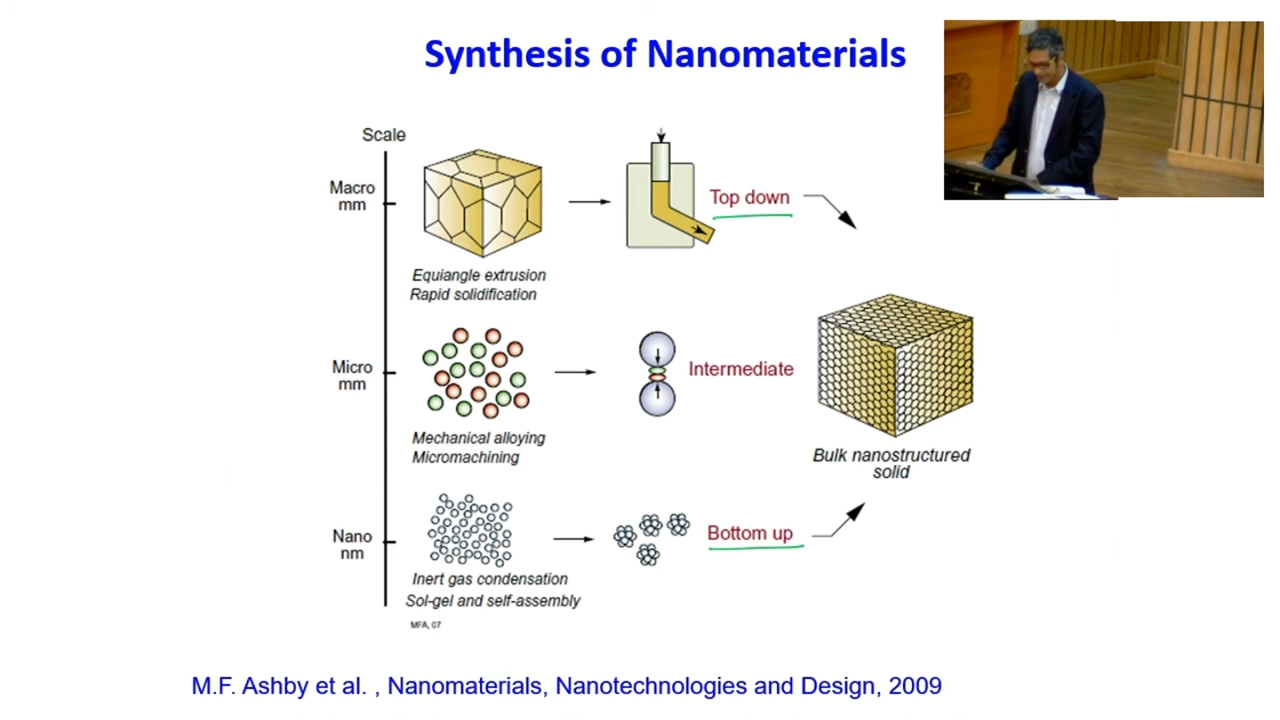 Synthesis of Nanomaterials
Scale
Macro
mm
Top down
Equiangle extrusion
Rapid solidification
Micro
mm
Intermediate
Mechanical alloying
Micromachining
Bulk nanostructured
solid
Nano
nm
Bottom up
Inert gas condensation
Sol-gel and self-assembly
MFA, 07
M.F. Ashby et al. , Nanomaterials, Nanotechnologies and Design, 2009